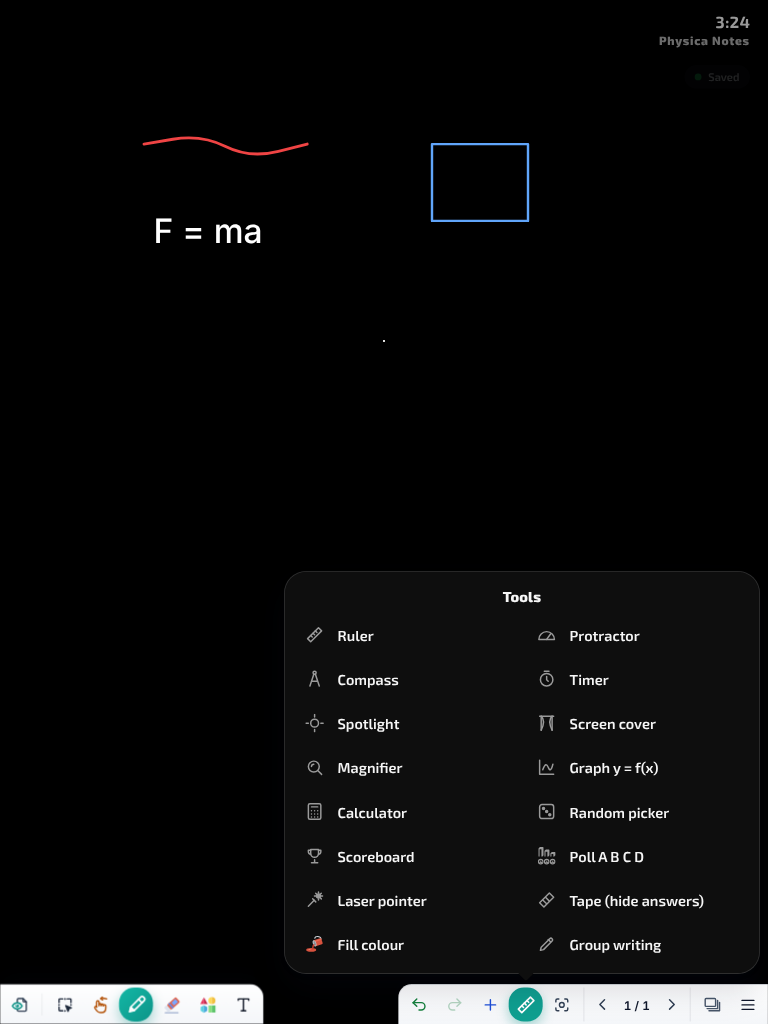 3:24
Physica Notes
Saved
F = ma
Tools
Ruler
Protractor
Compass
Timer
Spotlight
Screen cover
Magnifier
Graph y = f(x)
Calculator
Random picker
Scoreboard
Poll A B C D
Laser pointer
Tape (hide answers)
Fill colour
Group writing
T
1 / 1